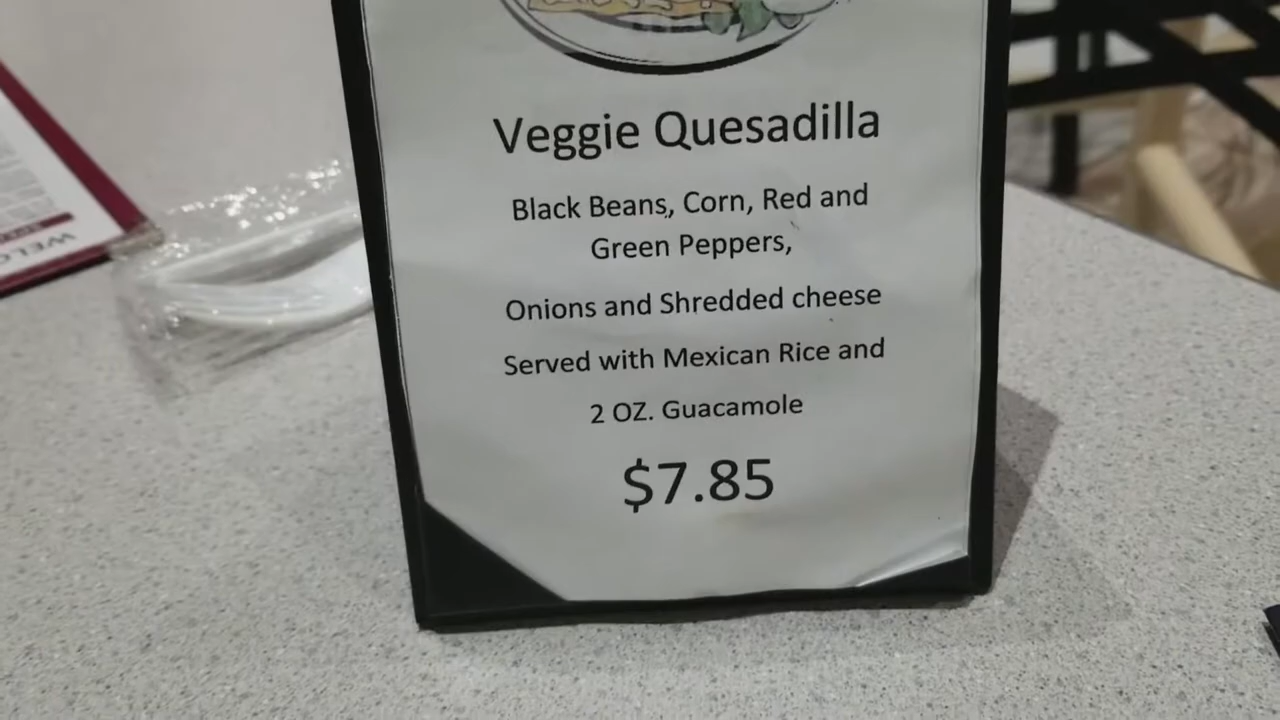 Veggie Quesadilla
Black Beans, Corn, Red and
Green Peppers,
Onions and Shredded cheese
Served with Mexican Rice and
2 OZ. Guacamole
$7.85